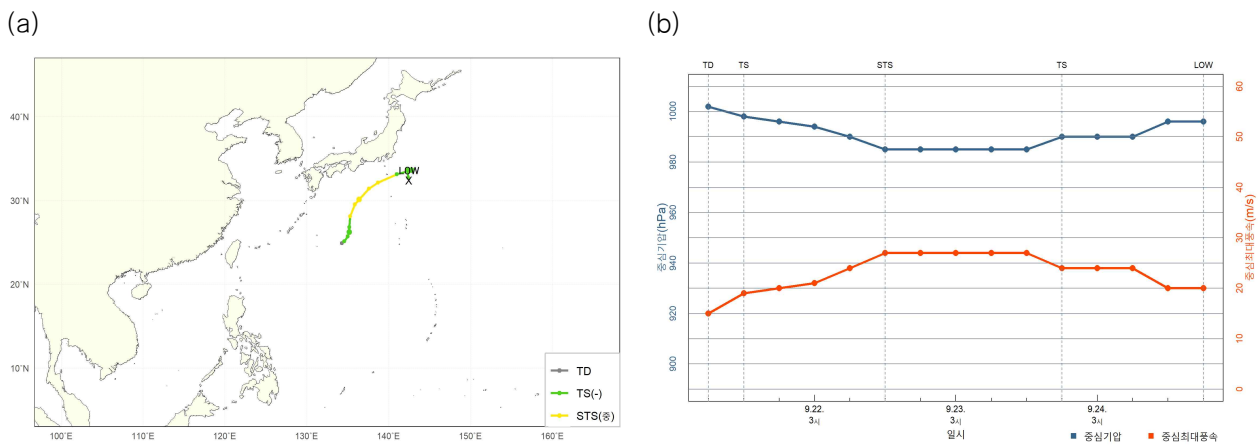 (a)
(b)
40°N
30°N
20°N
10°N
100°E
110°E
120°E
130°E
140°E
150°E
160°E
LOW
X
TD
TS(-)
STS(중)
TD
TS
STS
TS
LOW
중심기압(hPa)
1000
980
960
940
920
900
중심최대풍속(m/s)
60
50
40
30
20
10
0
9.22.
3시
9.23.
3시
9.24.
3시
일시
중심기압
중심최대풍속